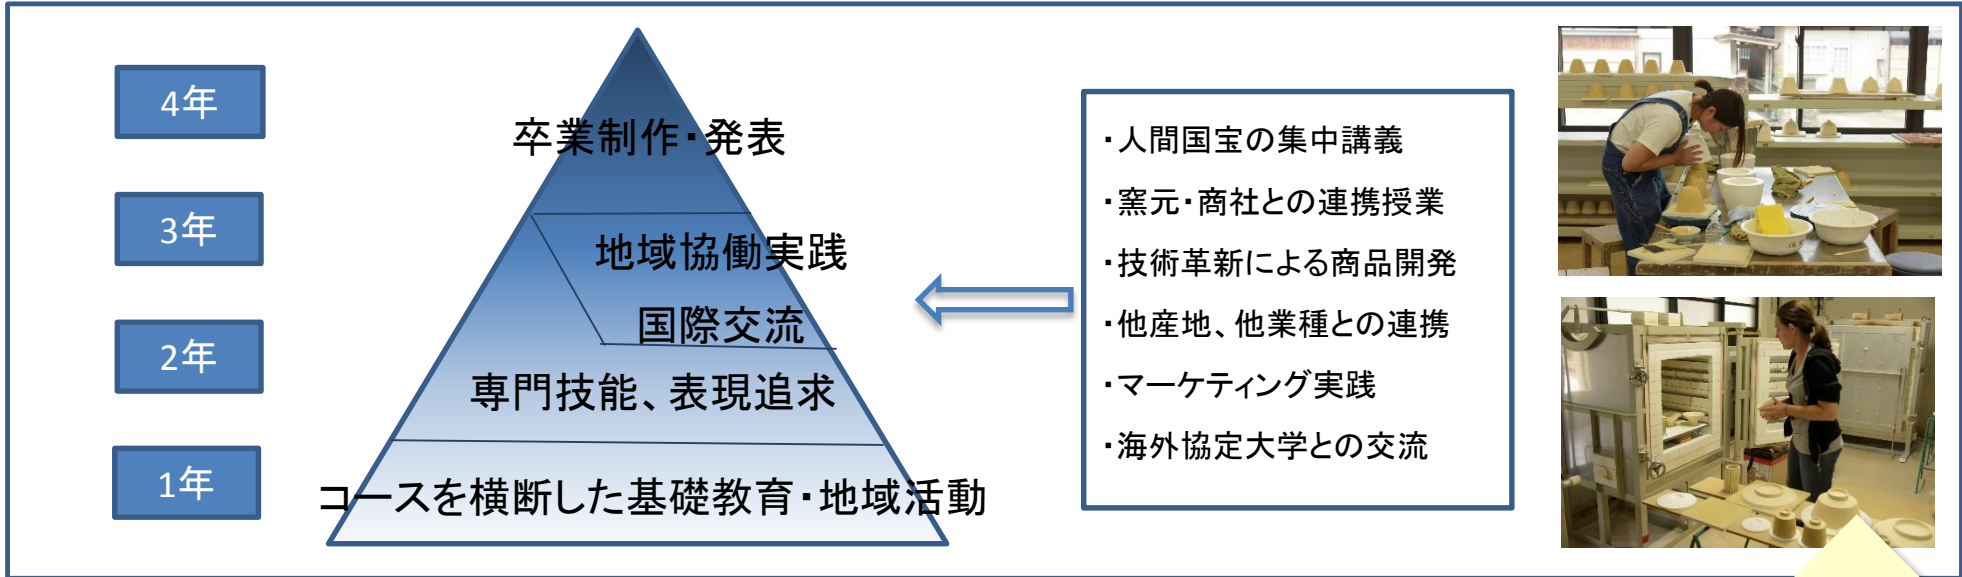 4年
卒業制作・発表
3年
地域協働実践
国際交流
2年
専門技能、表現追求
1年
コースを横断した基礎教育・地域活動
・人間国宝の集中講義
・窯元・商社との連携授業
・技術革新による商品開発
・他産地、他業種との連携
・マーケティング実践
・海外協定大学との交流